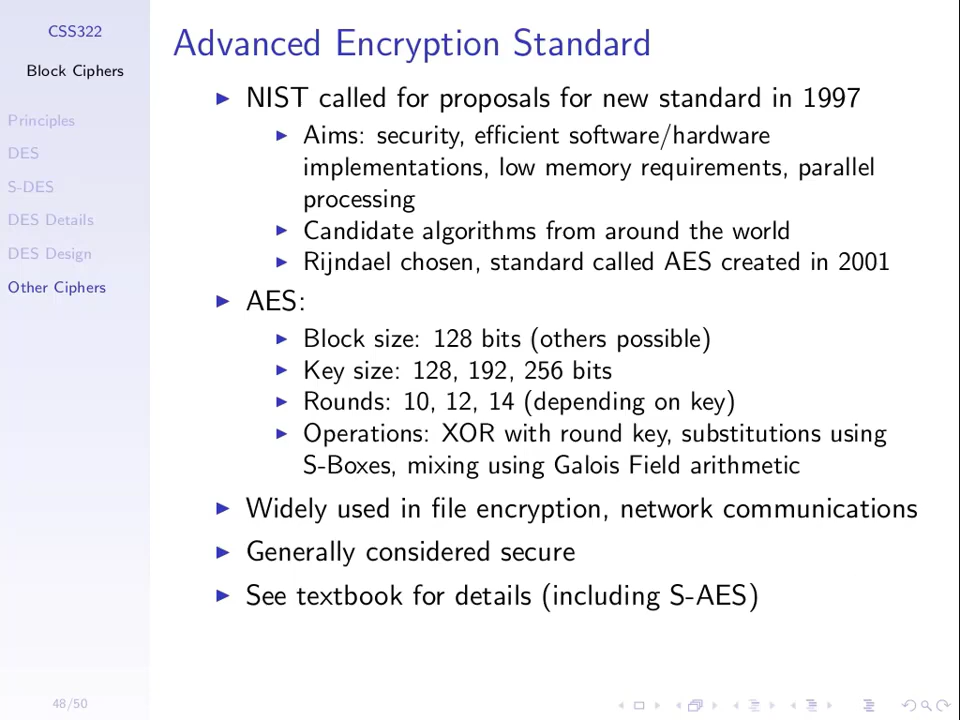 CSS322
Block Ciphers
Principles
DES
S-DES
DES Details
DES Design
Other Ciphers
48/50
Advanced Encryption Standard
NIST called for proposals for new standard in 1997
Aims: security, efficient software/hardware
implementations, low memory requirements, parallel
processing
Candidate algorithms from around the world
Rijndael chosen, standard called AES created in 2001
AES:
Block size: 128 bits (others possible)
Key size: 128, 192, 256 bits
Rounds: 10, 12, 14 (depending on key)
Operations: XOR with round key, substitutions using
S-Boxes, mixing using Galois Field arithmetic
Widely used in file encryption, network communications
Generally considered secure
See textbook for details (including S-AES)